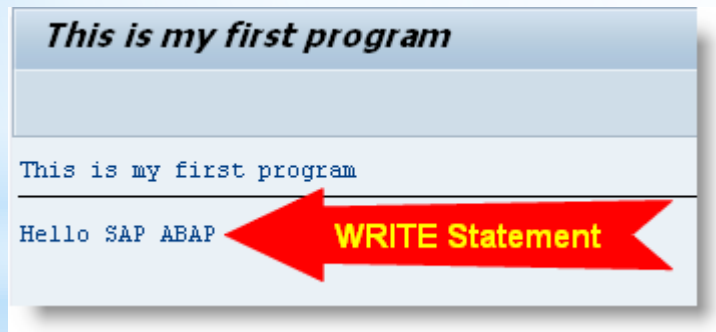 This is my first program
This is my first program
Hello SAP ABAP WRITE Statement